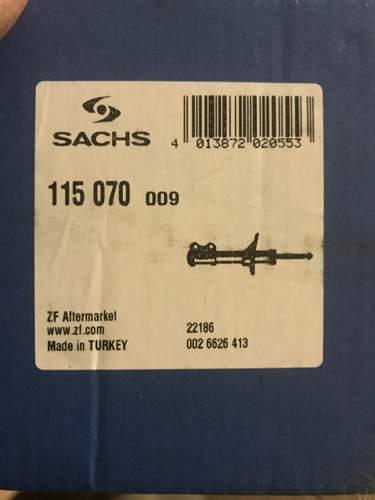 SACHS
4 013872 020553
115 070 009
ZF Aftermarket
www.zf.com
Made in TURKEY
22186
002 6626 413